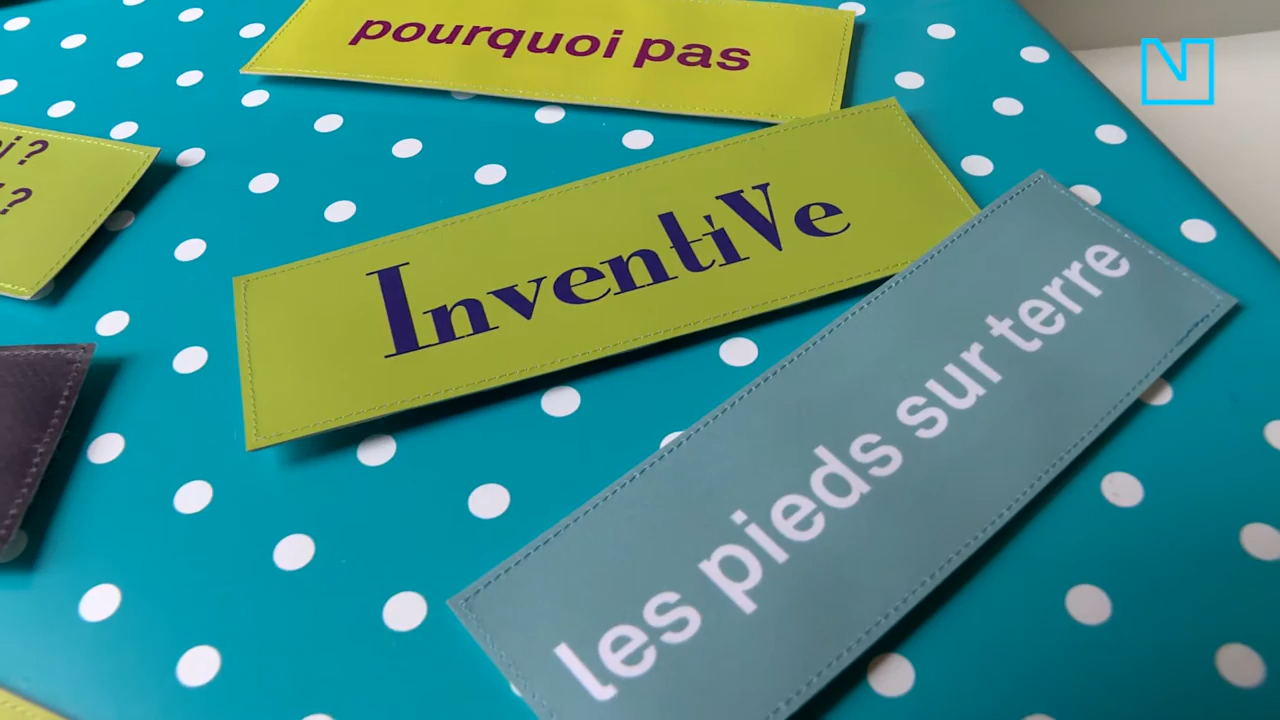 pourquoi pas
?
?
InventiVe
les pieds sur terre
N